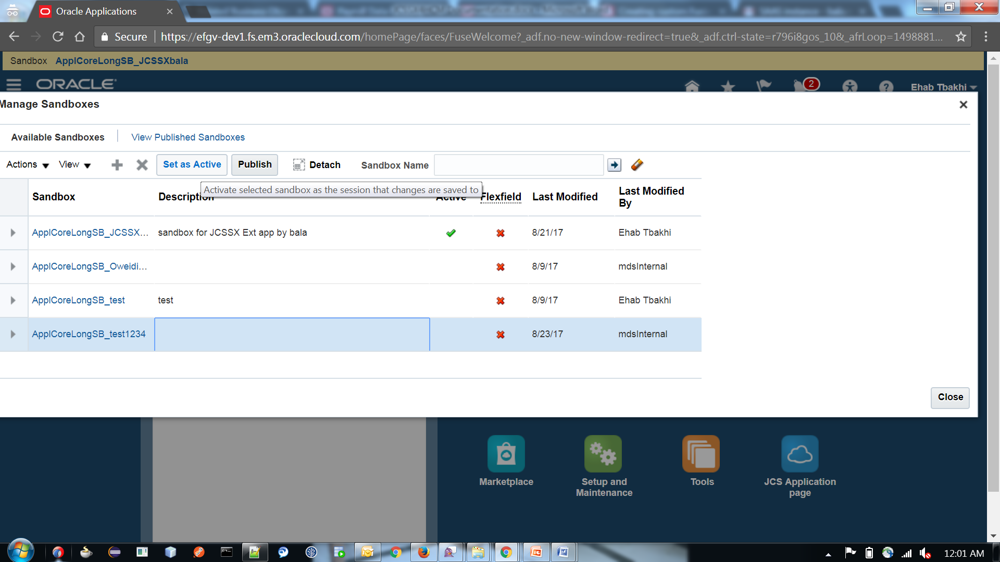 Oracle Applications
Secure https://efgv-dev1.fs.em3.oraclecloud.com/homePage/faces/FuseWelcome?_adf.no-new-window-redirect=true&_adf.ctrl-state=r796i8gos_10&_afrLoop=1498881...
Sandbox ApplCoreLongSB_JCSSXbala
ORACLE 2 Ehab Tbakhi
Manage Sandboxes
Available Sandboxes View Published Sandboxes
Actions View Set as Active Publish Detach Sandbox Name
Activate selected sandbox as the session that changes are saved to
Sandbox Description Active Flexfield Last Modified Last Modified By
ApplCoreLongSB_JCSSX... sandbox for JCSSX Ext app by bala 8/21/17 Ehab Tbakhi
ApplCoreLongSB_Oweidi... 8/9/17 mdsInternal
ApplCoreLongSB_test test 8/9/17 Ehab Tbakhi
ApplCoreLongSB_test1234 8/23/17 mdsInternal
Close
Marketplace Setup and Maintenance Tools JCS Application page
12:01 AM